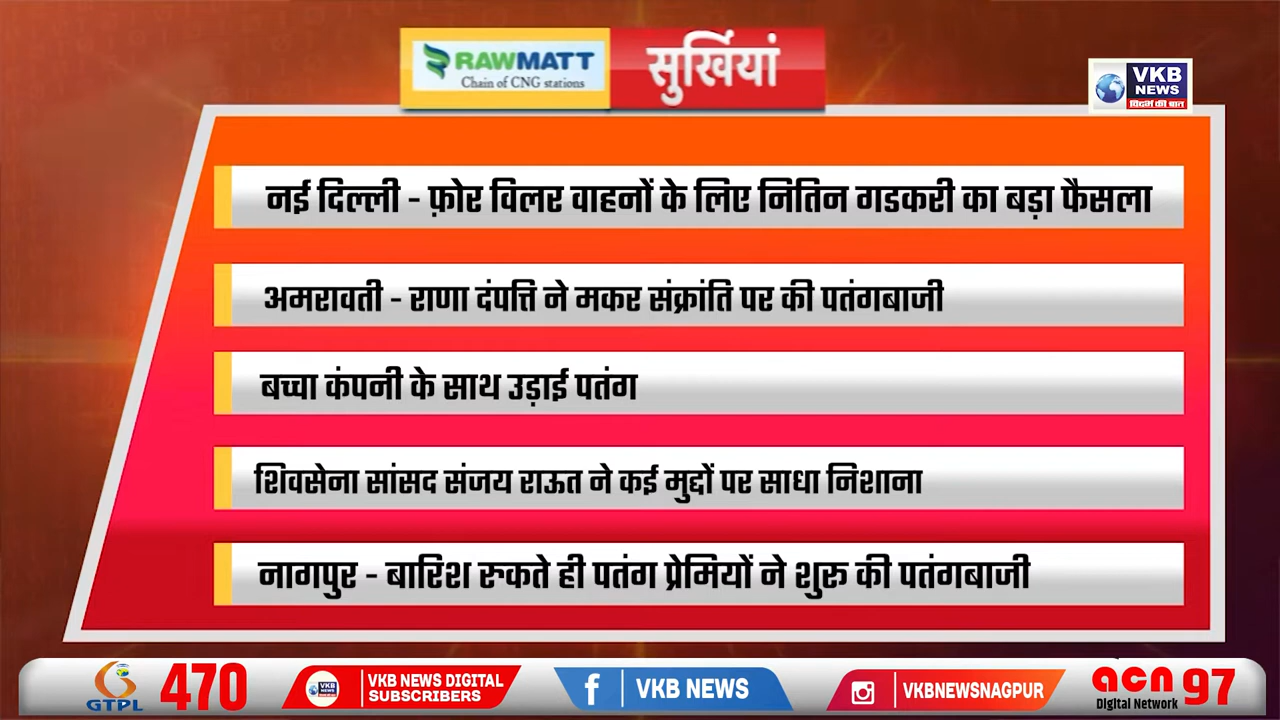 RAWMATT
Chain of CNG stations
सुर्खियां
VKB
NEWS
विदर्भ की बात
नई दिल्ली - फ़ोर विलर वाहनों के लिए नितिन गडकरी का बड़ा फैसला
अमरावती - राणा दंपत्ति ने मकर संक्रांति पर की पतंगबाजी
बच्चा कंपनी के साथ उड़ाई पतंग
शिवसेना सांसद संजय राऊत ने कई मुद्दों पर साधा निशाना
नागपुर - बारिश रुकते ही पतंग प्रेमियों ने शुरु की पतंगबाजी
GTPL
470
VKB
NEWS
VKB NEWS DIGITAL
SUBSCRIBERS
f
VKB NEWS
VKBNEWSNAGPUR
acn 97
Digital Network